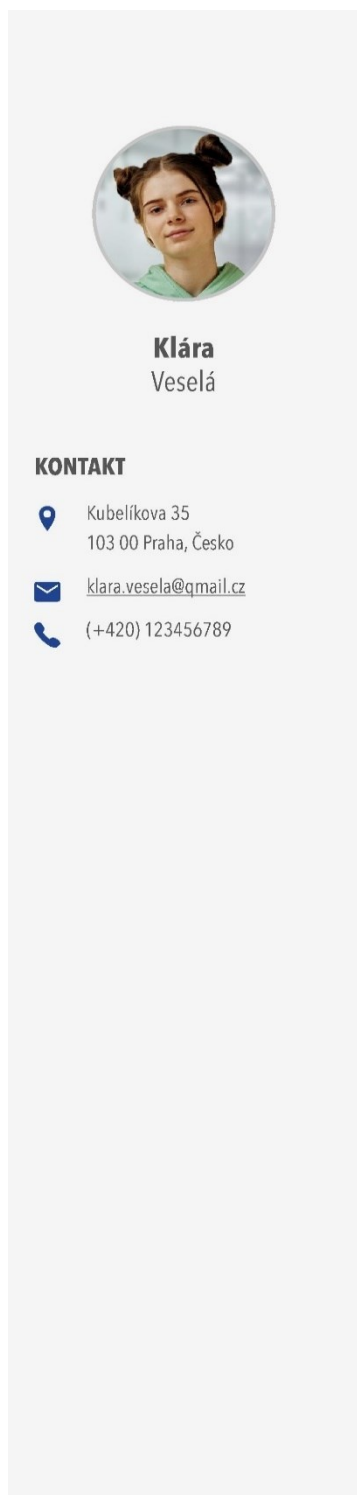 Klára
Veselá
KONTAKT
Kubelíkova 35
103 00 Praha, Česko
klara.vesela@qmail.cz
(+420) 123456789